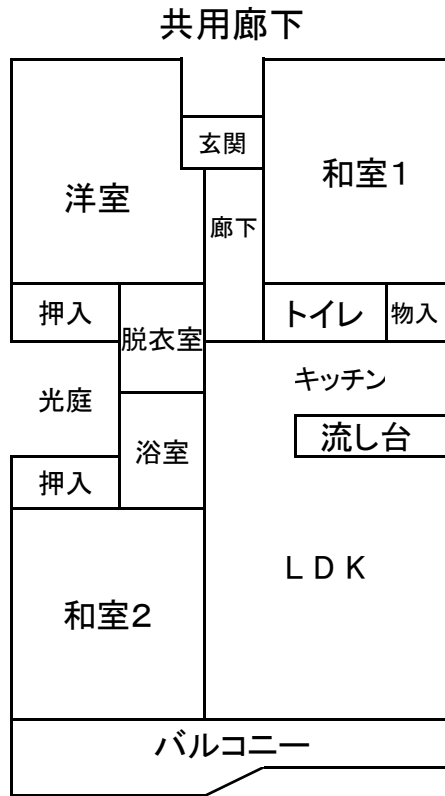 共用廊下
玄関
洋室
和室1
廊下
押入
脱衣室
トイレ
物入
光庭
キッチン
流し台
浴室
押入
LDK
和室2
バルコニー